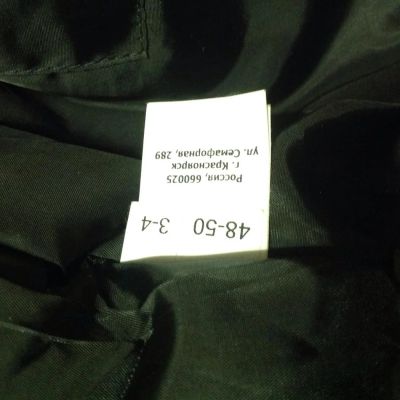 Россия, 660025
г. Красноярск
ул. Семафорная, 289
48-50 3-4